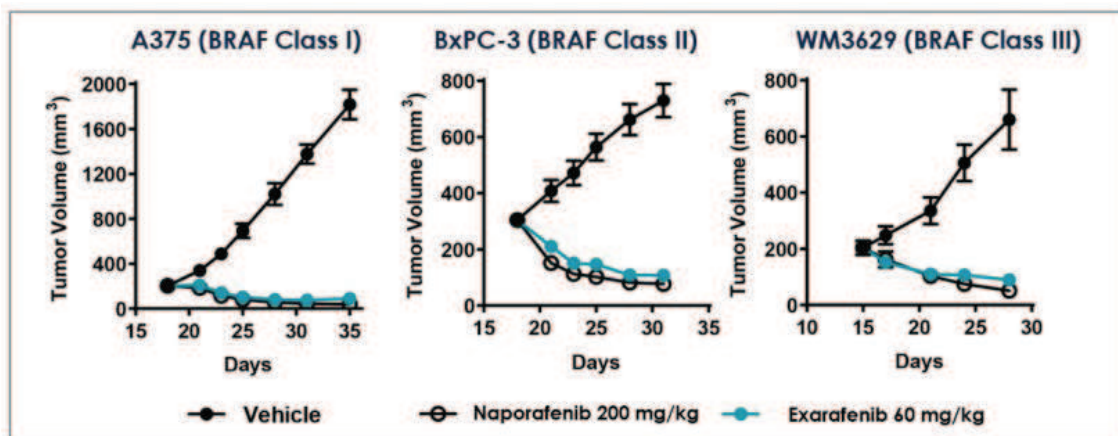 A375 (BRAF Class I)
2000
1600
1200
800
400
0
15 20 25 30 35
Days
Tumor Volume (mm³)
BxPC-3 (BRAF Class II)
800
600
400
200
0
15 20 25 30 35
Days
Tumor Volume (mm³)
WM3629 (BRAF Class III)
800
600
400
200
0
10 15 20 25 30
Days
Tumor Volume (mm³)
Vehicle Naporafenib 200 mg/kg Exarafenib 60 mg/kg